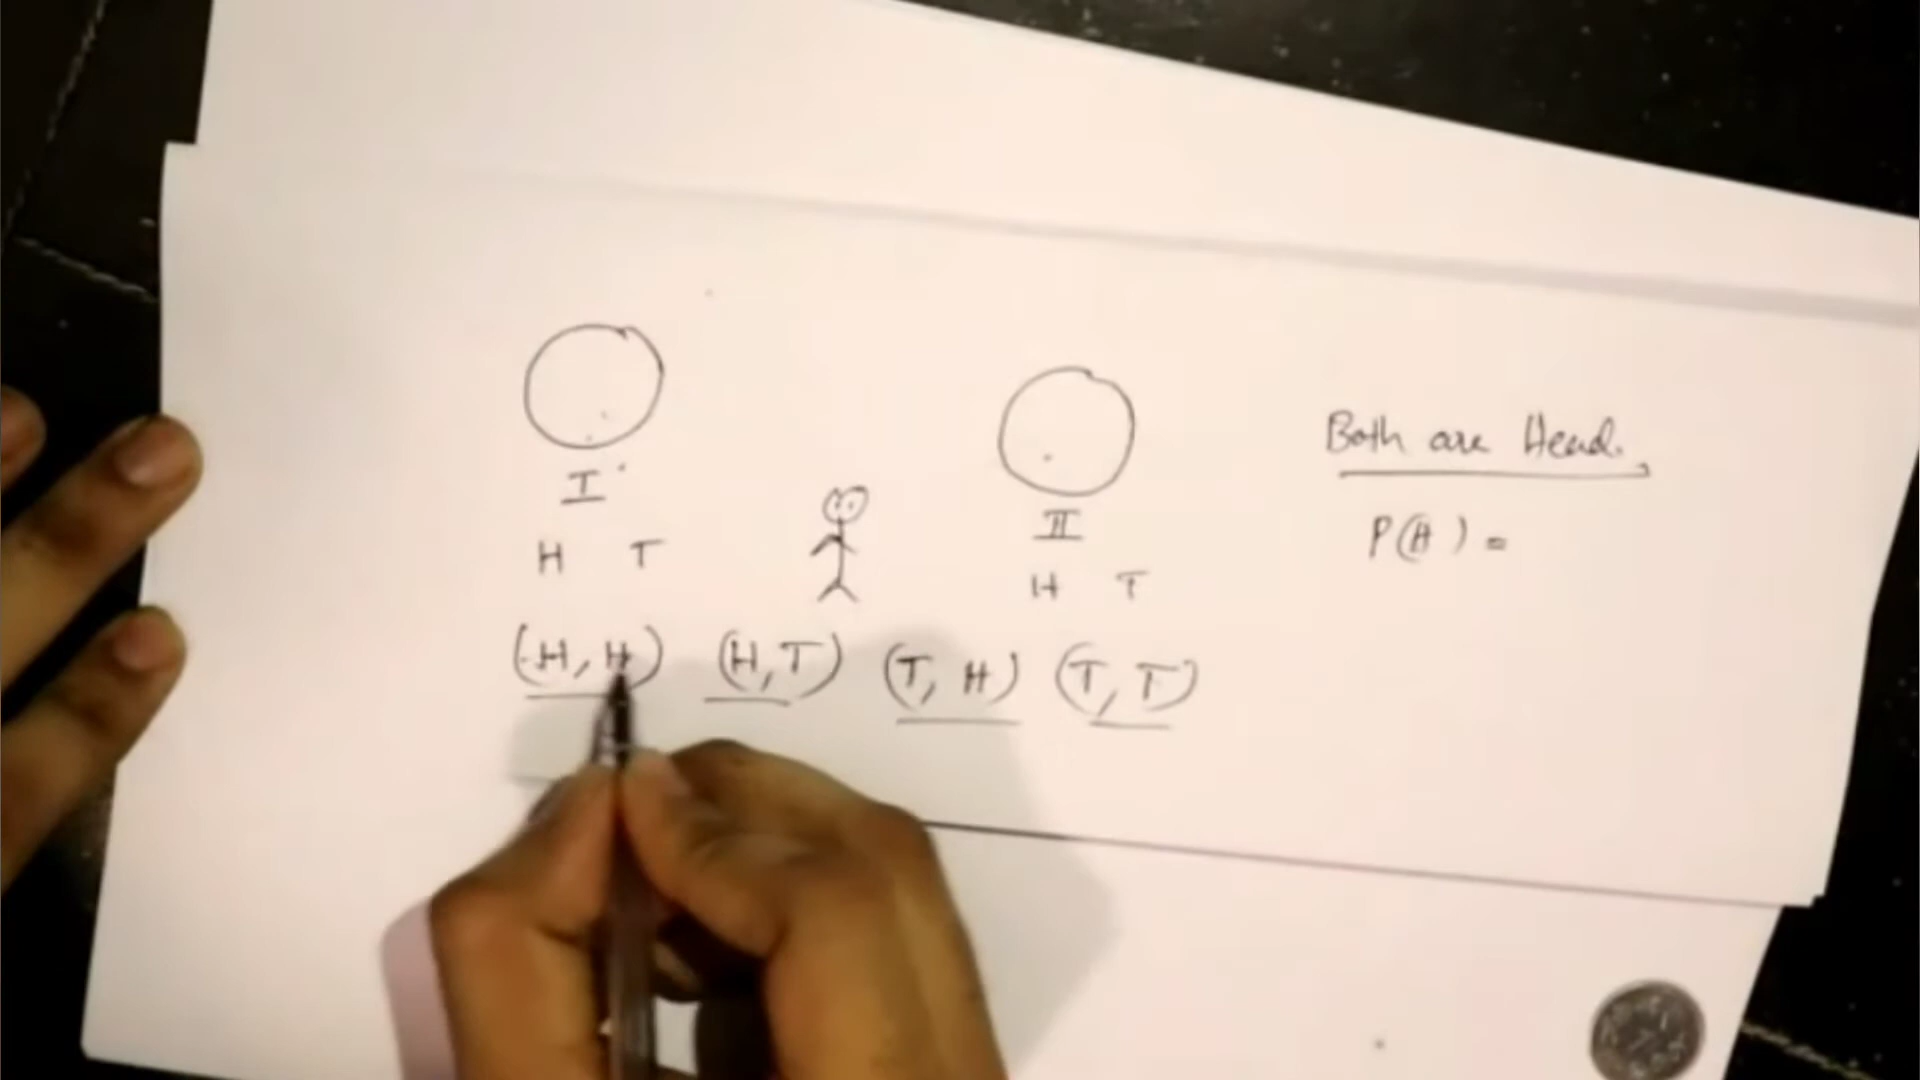 I
II
H T
H T
(H, H) (H,T) (T, H) (T, T)
Both are Head.
P(H) =